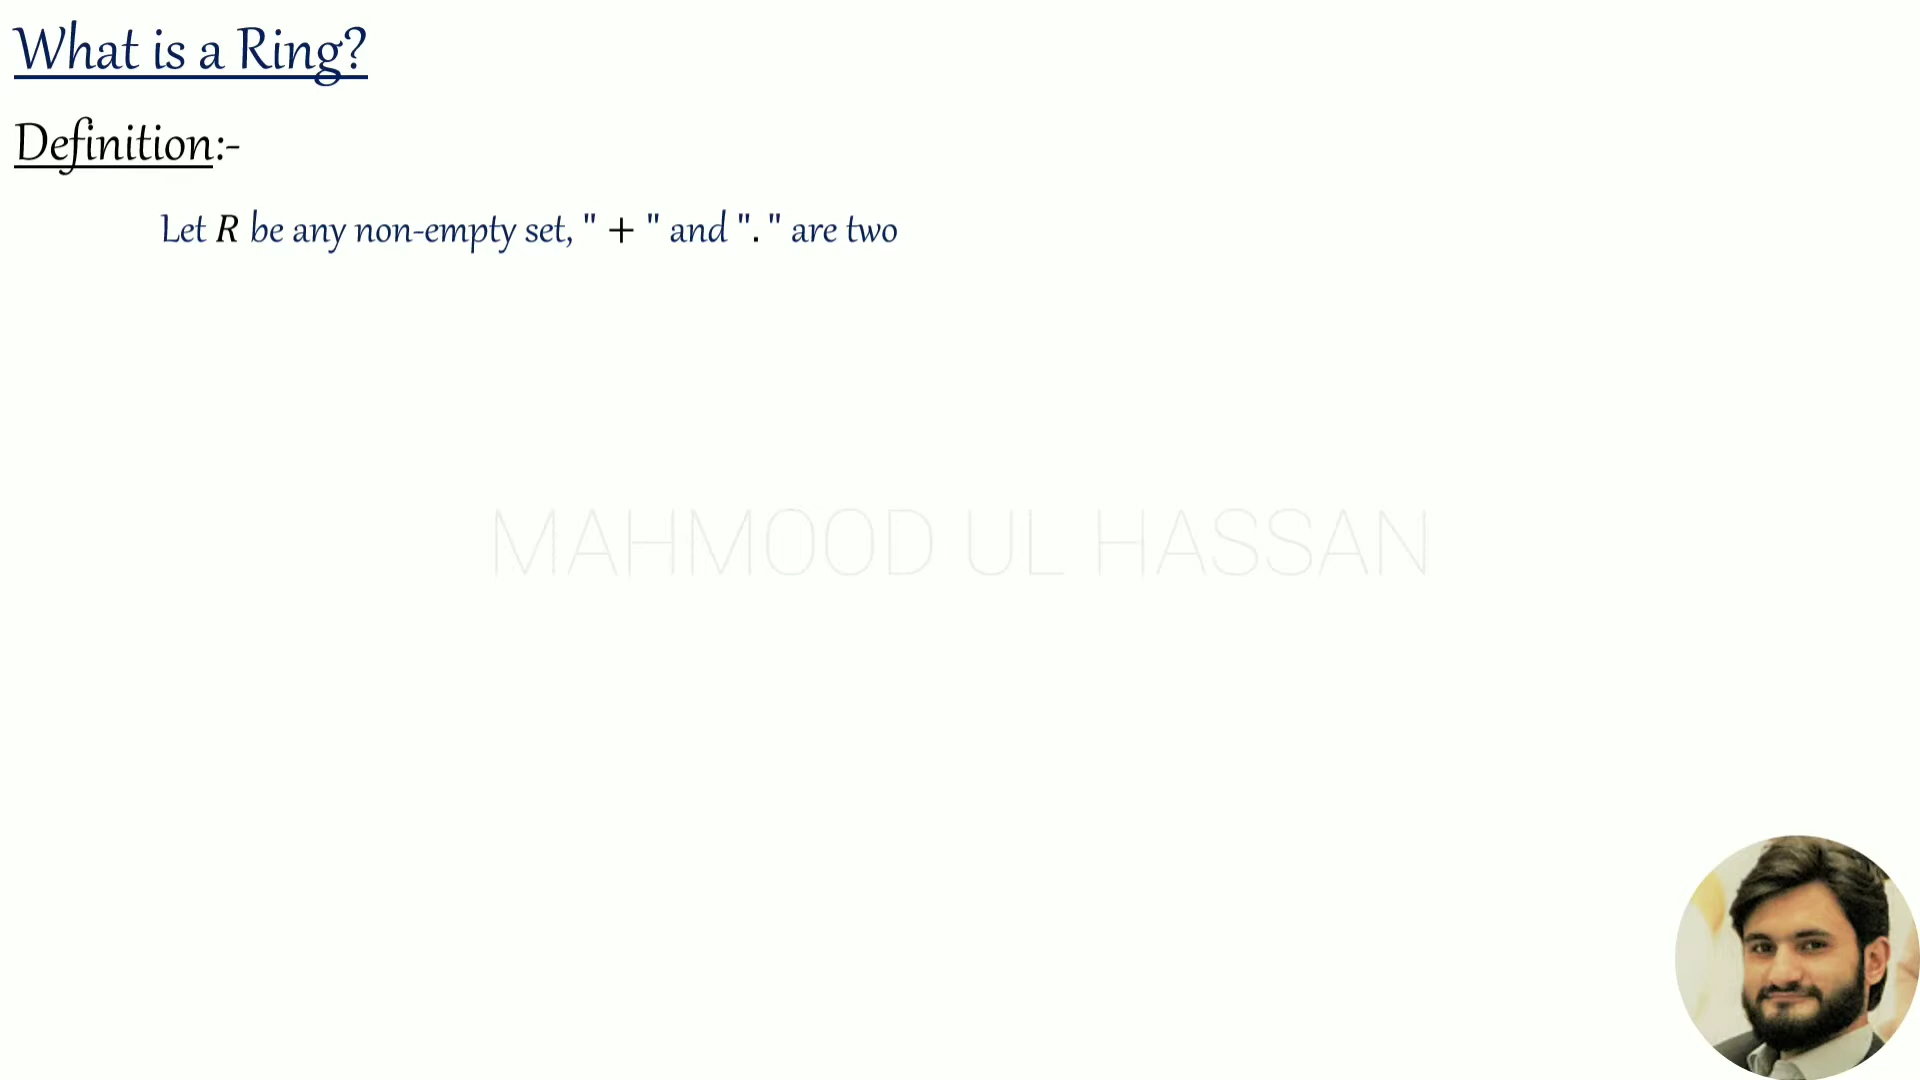 What is a Ring?
Definition:-
Let R be any non-empty set, " + " and ". " are two
MAHMOOD UL HASSAN